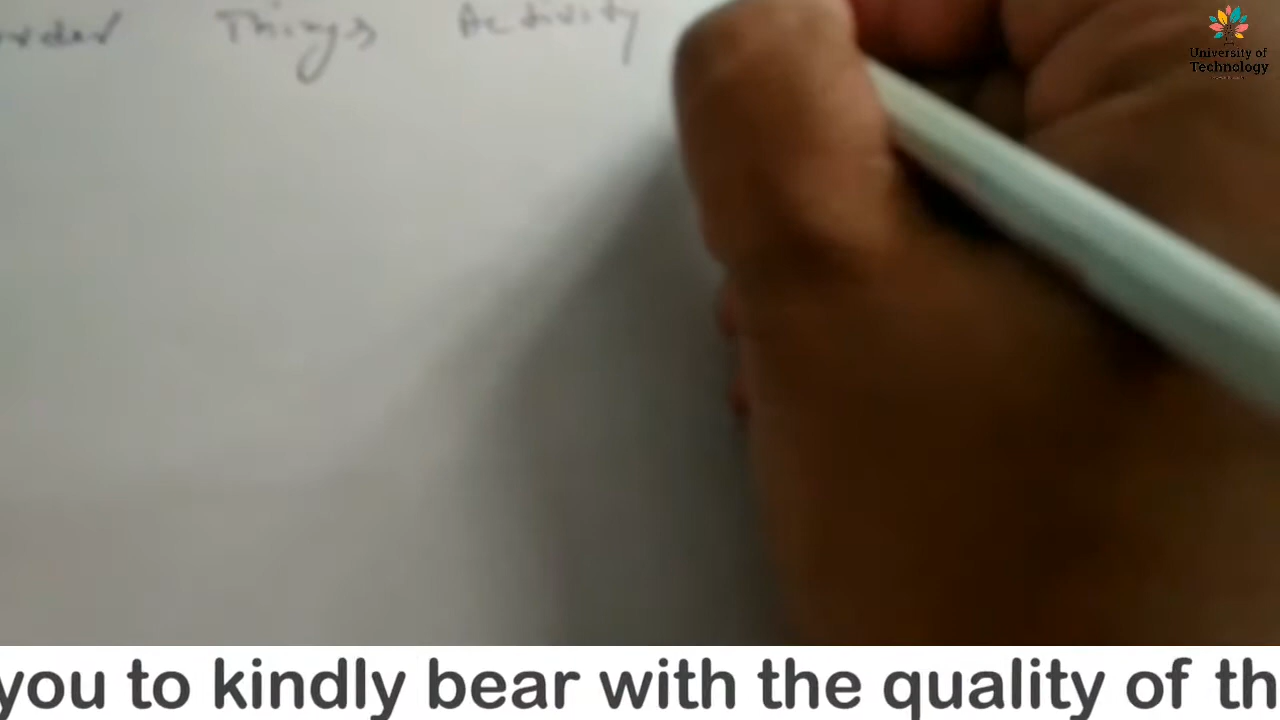 Things Activity
University of
Technology
you to kindly bear with the quality of th